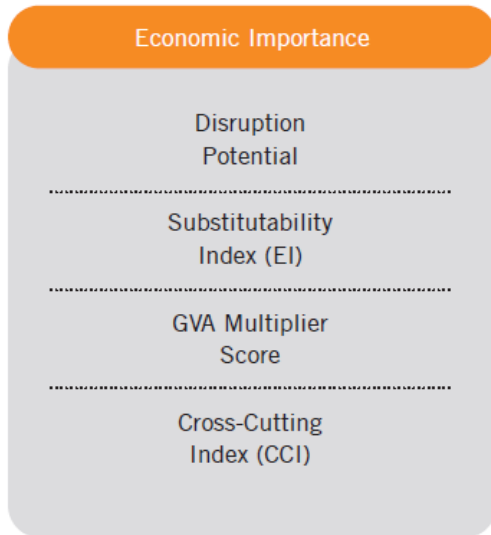 Economic Importance
Disruption
Potential
Substitutability
Index (EI)
GVA Multiplier
Score
Cross-Cutting
Index (CCI)